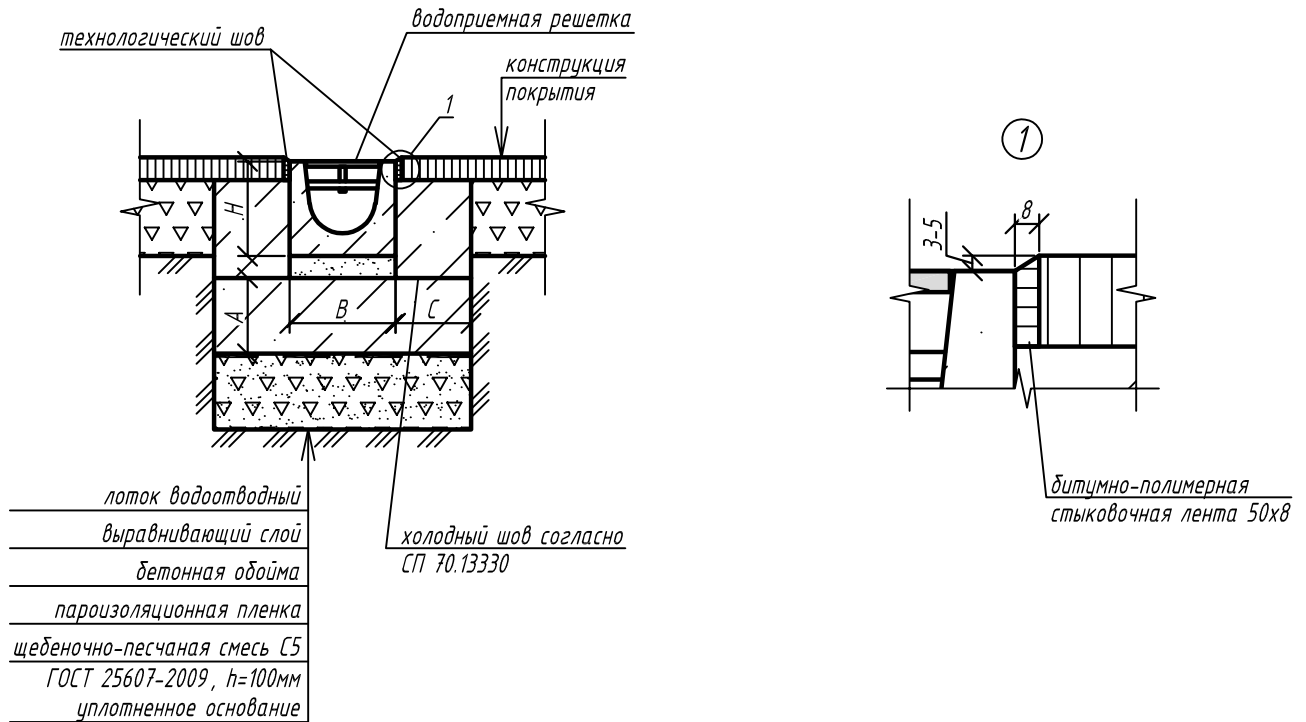 водоприемная решетка
технологический шов
конструкция
покрытия
1
1
H
8
3-5
A
B
C
битумно-полимерная
стыковочная лента 50х8
лоток водоотводный
выравнивающий слой
холодный шов согласно
СП 70.13330
бетонная обойма
пароизоляционная пленка
щебеночно-песчаная смесь С5
ГОСТ 25607-2009, h=100мм
уплотненное основание